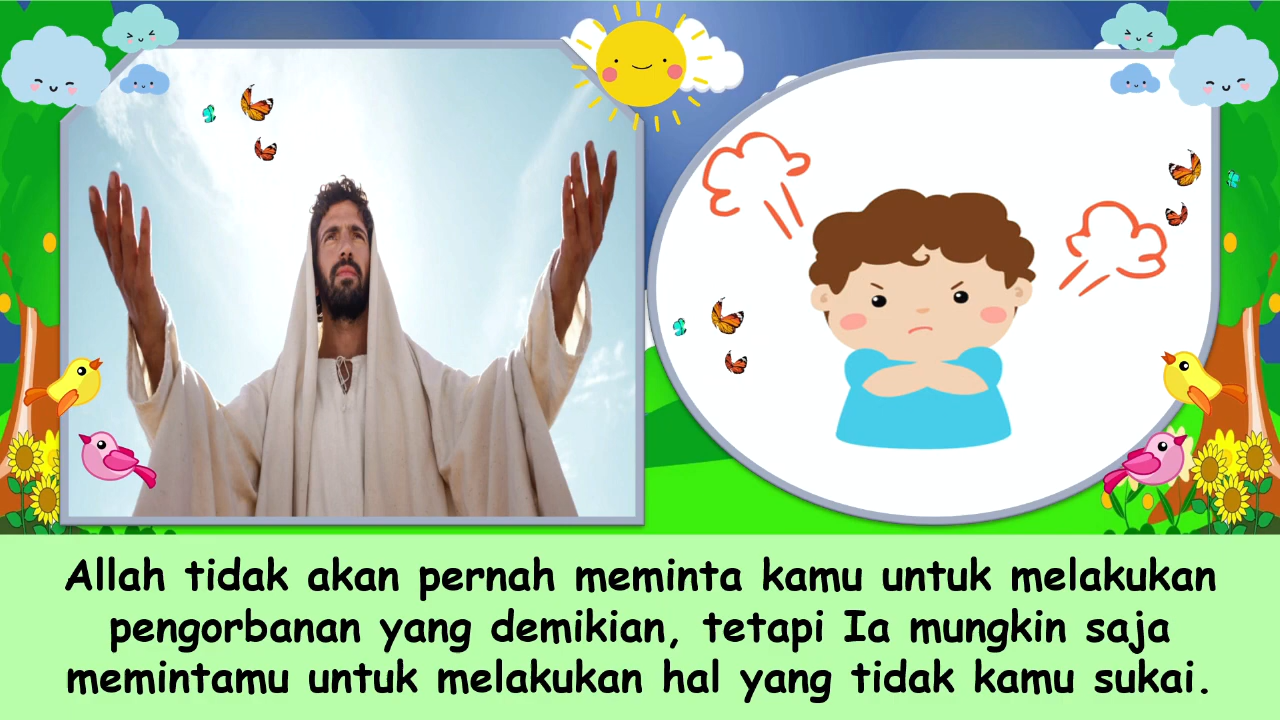 Allah tidak akan pernah meminta kamu untuk melakukan
pengorbanan yang demikian, tetapi Ia mungkin saja
memintamu untuk melakukan hal yang tidak kamu sukai.